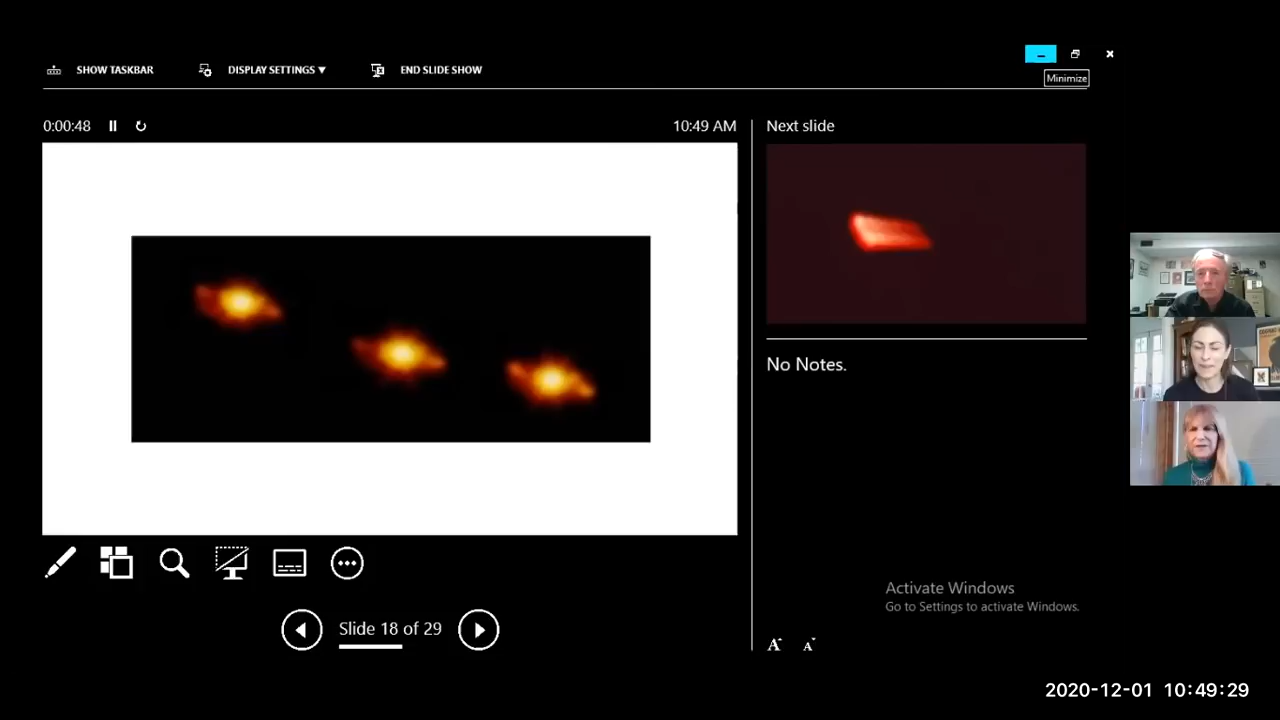 SHOW TASKBAR
DISPLAY SETTINGS ▼
END SLIDE SHOW
Minimize
0:00:48
10:49 AM
Next slide
No Notes.
Activate Windows
Go to Settings to activate Windows.
Slide 18 of 29
A A
2020-12-01 10:49:29